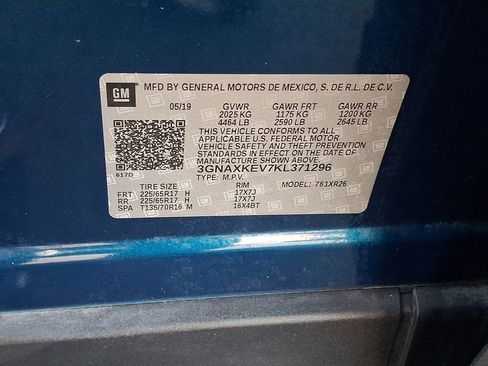 GM
MFD BY GENERAL MOTORS DE MEXICO, S. DE R.L. DE C.V.
05/19 GVWR GAWR FRT GAWR RR
2025 KG 1175 KG 1200 KG
4464 LB 2590 LB 2645 LB
THIS VEHICLE CONFORMS TO ALL
APPLICABLE U.S. FEDERAL MOTOR
VEHICLE SAFETY AND THEFT PREVENTION
STANDARDS IN EFFECT ON THE DATE OF
MANUFACTURE SHOWN ABOVE.
3GNAXKEV7KL371296
617D TYPE: M.P.V.
TIRE SIZE RIM MODEL: 761XR26
FRT 225/65R17 H 17X7J
RR 225/65R17 H 17X7J
SPA T135/70R16 M 16X4BT